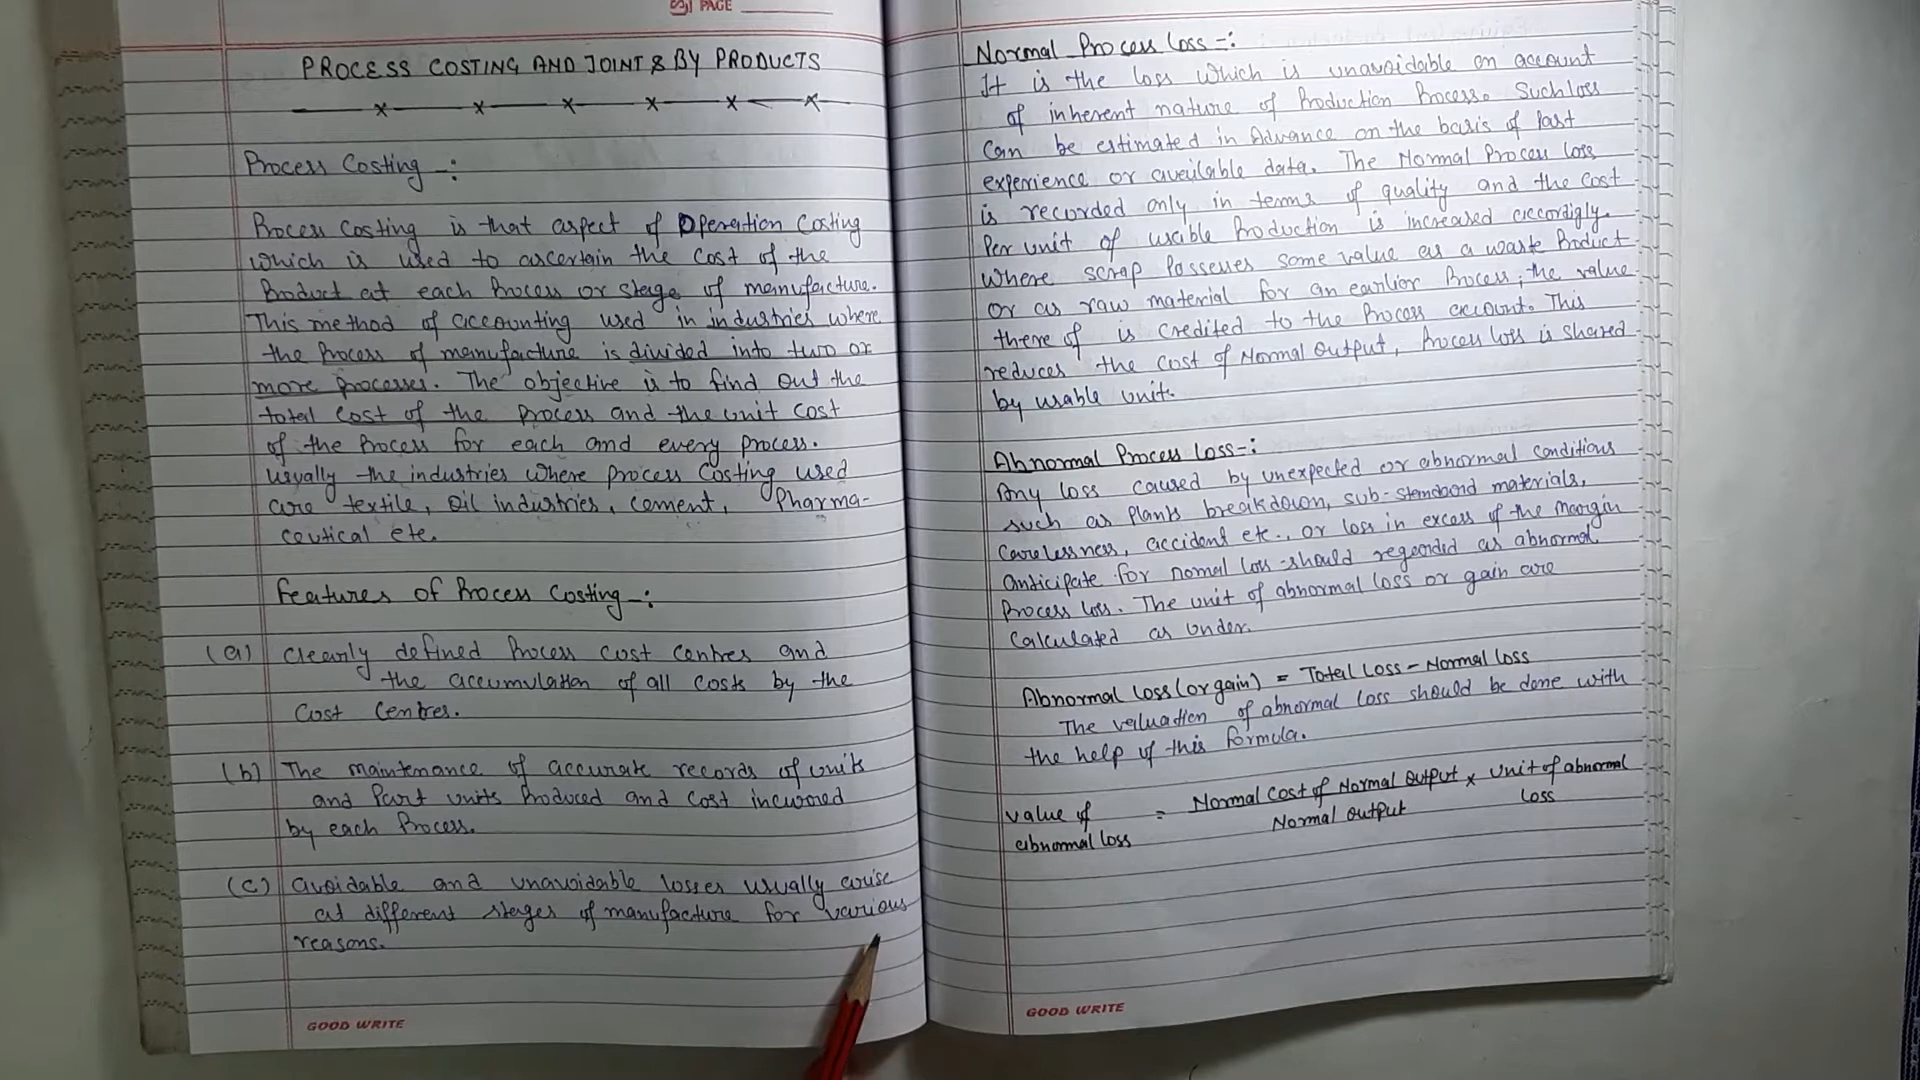 PAGE
PROCESS COSTING AND JOINT & BY PRODUCTS
Process Costing -:
Process Costing is that aspect of Operation Costing
which is used to ascertain the cost of the
Product at each Process or stage of manufacture.
This method of accounting used in industries where
the Process of manufacture is divided into two or
more processes. The objective is to find out the
total cost of the process and the unit cost
of the Process for each and every process.
Usually the industries where process costing used
are textile, oil industries, cement, Pharma-
ceutical etc.
Features of Process Costing -:
(a) Clearly defined Process cost centres and
the accumulation of all costs by the
Cost Centres.
(b) The maintenance of accurate records of units
and Part units Produced and cost incurred
by each Process.
(c) avoidable and unavoidable losses usually arise
at different stages of manufacture for various
reasons.
GOOD WRITE
Normal Process loss -:
It is the loss which is unavoidable on account
of inherent nature of Production Process. Such loss
can be estimated in Advance on the basis of Past
experience or available data. The Normal Process loss
is recorded only in terms of quality and the cost
Per unit of usable Production is increased accordigly.
Where scrap Possesses some value as a waste Product
or as raw material for an earlior Process, the value
there of is credited to the Process account. This
reduces the cost of Normal Output, Process loss is shared
by usable unit.
Abnormal Process Loss -:
Any loss caused by unexpected or abnormal conditions
such as Plants breakdown, sub-standard materials,
Carelessness, accident etc., or loss in excess of the margin
anticipate for normal loss should regarded as abnormal
Process loss. The unit of abnormal loss or gain are
Calculated as Under.
Abnormal Loss (or gain) = Total Loss - Normal loss
The valuation of abnormal loss should be done with
the help of this formula.
value of abnormal loss = Normal Cost of Normal Output / Normal Output × Unit of abnormal loss
GOOD WRITE